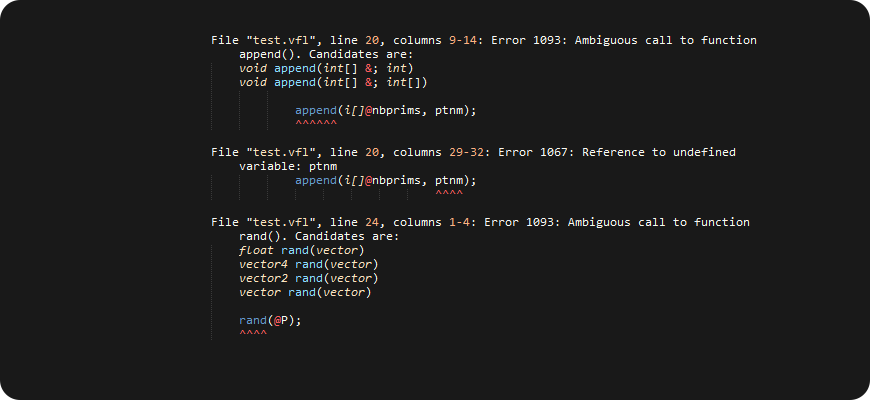 File "test.vfl", line 20, columns 9-14: Error 1093: Ambiguous call to function
append(). Candidates are:
void append(int[] &; int)
void append(int[] &; int[])
append(i[]@nbprims, ptnm);
^^^^^^
File "test.vfl", line 20, columns 29-32: Error 1067: Reference to undefined
variable: ptnm
append(i[]@nbprims, ptnm);
^^^^
File "test.vfl", line 24, columns 1-4: Error 1093: Ambiguous call to function
rand(). Candidates are:
float rand(vector)
vector4 rand(vector)
vector2 rand(vector)
vector rand(vector)
rand(@P);
^^^^